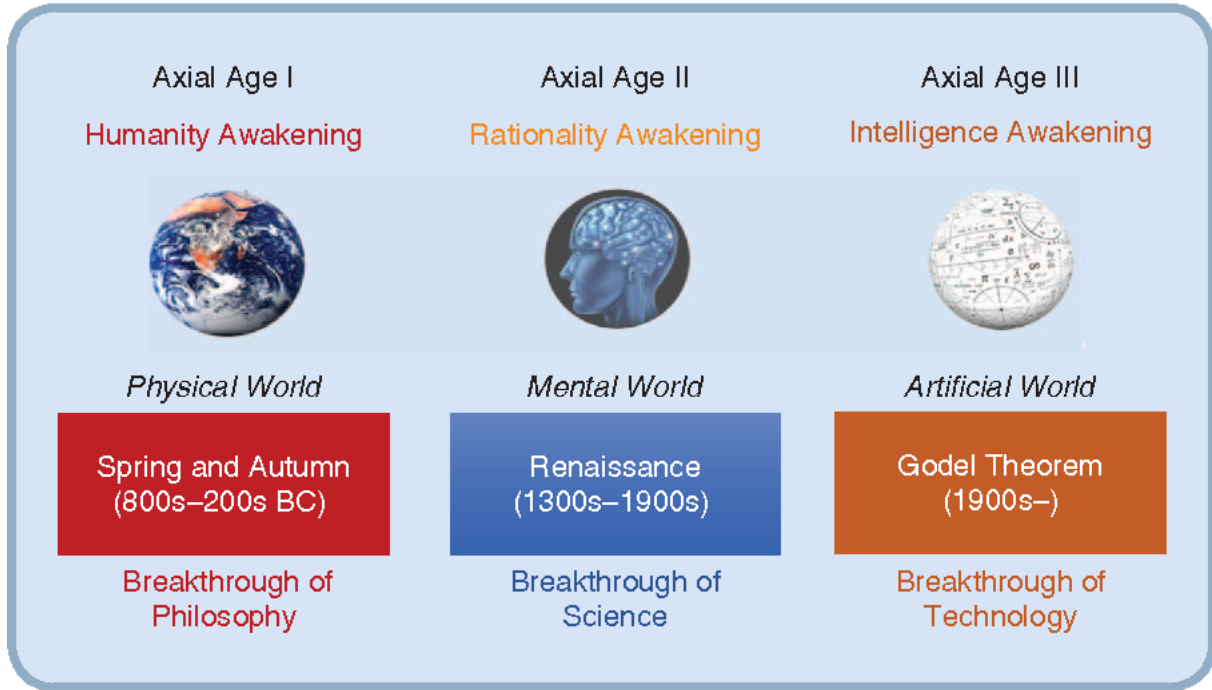 Axial Age I
Humanity Awakening
Physical World
Spring and Autumn
(800s–200s BC)
Breakthrough of
Philosophy
Axial Age II
Rationality Awakening
Mental World
Renaissance
(1300s–1900s)
Breakthrough of
Science
Axial Age III
Intelligence Awakening
Artificial World
Godel Theorem
(1900s–)
Breakthrough of
Technology